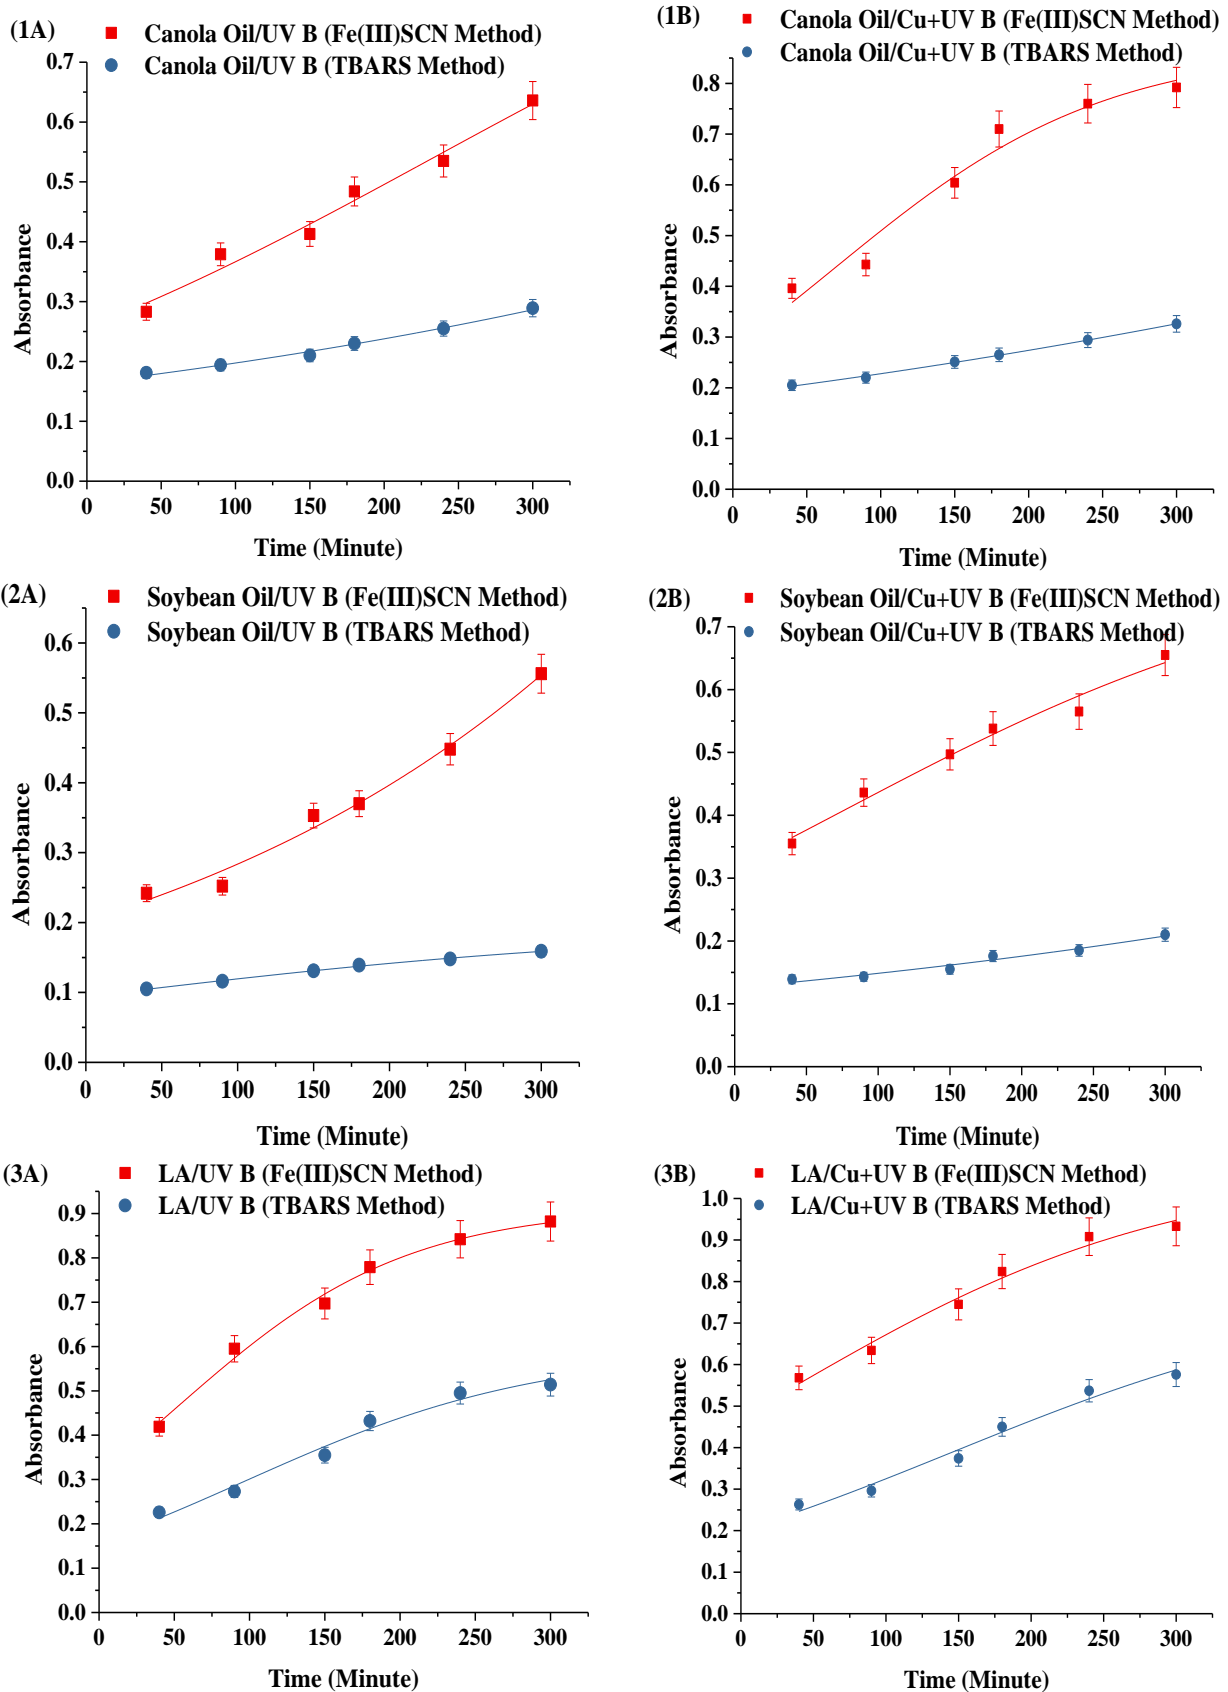 (1A)
Canola Oil/UV B (Fe(III)SCN Method)
Canola Oil/UV B (TBARS Method)
0.7
0.6
0.5
0.4
0.3
0.2
0.1
0.0
Absorbance
0 50 100 150 200 250 300
Time (Minute)
(1B)
Canola Oil/Cu+UV B (Fe(III)SCN Method)
Canola Oil/Cu+UV B (TBARS Method)
0.8
0.7
0.6
0.5
0.4
0.3
0.2
0.1
0.0
Absorbance
0 50 100 150 200 250 300
Time (Minute)
(2A)
Soybean Oil/UV B (Fe(III)SCN Method)
Soybean Oil/UV B (TBARS Method)
0.6
0.5
0.4
0.3
0.2
0.1
0.0
Absorbance
0 50 100 150 200 250 300
Time (Minute)
(2B)
Soybean Oil/Cu+UV B (Fe(III)SCN Method)
Soybean Oil/Cu+UV B (TBARS Method)
0.7
0.6
0.5
0.4
0.3
0.2
0.1
0.0
Absorbance
0 50 100 150 200 250 300
Time (Minute)
(3A)
LA/UV B (Fe(III)SCN Method)
LA/UV B (TBARS Method)
0.9
0.8
0.7
0.6
0.5
0.4
0.3
0.2
0.1
0.0
Absorbance
0 50 100 150 200 250 300
Time (Minute)
(3B)
LA/Cu+UV B (Fe(III)SCN Method)
LA/Cu+UV B (TBARS Method)
1.0
0.9
0.8
0.7
0.6
0.5
0.4
0.3
0.2
0.1
0.0
Absorbance
0 50 100 150 200 250 300
Time (Minute)